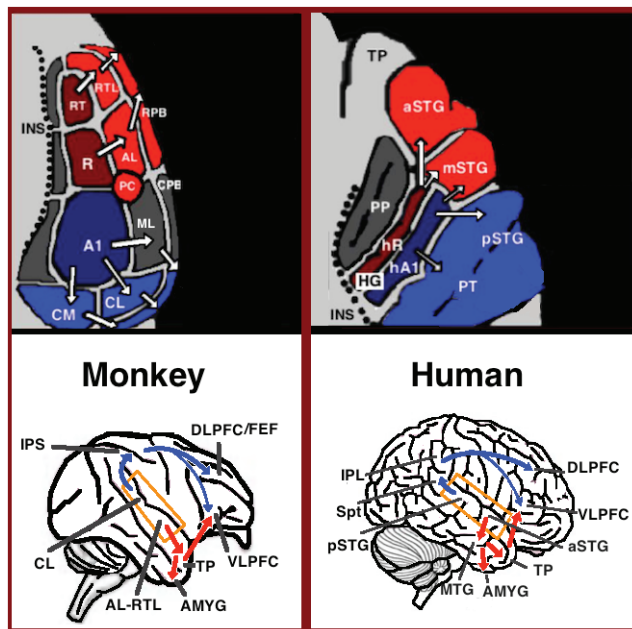 RT
RTL
RPB
INS
R
AL
PC
CPB
ML
A1
CL
CM
TP
aSTG
mSTG
PP
pSTG
hR
hA1
HG
PT
INS
Monkey
DLPFC/FEF
IPS
CL
TP
VLPFC
AL-RTL
AMYG
Human
IPL
DLPFC
Spt
VLPFC
pSTG
aSTG
MTG
TP
AMYG